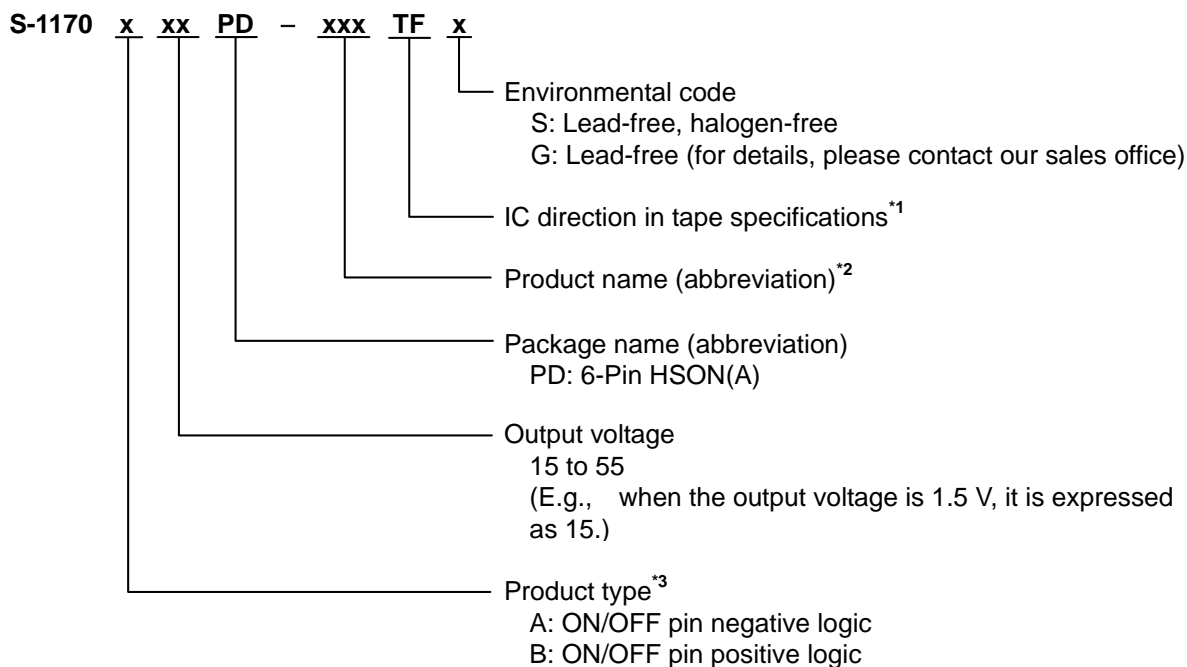 S-1170 x xx PD – xxx TF x
Environmental code
S: Lead-free, halogen-free
G: Lead-free (for details, please contact our sales office)
IC direction in tape specifications*1
Product name (abbreviation)*2
Package name (abbreviation)
PD: 6-Pin HSON(A)
Output voltage
15 to 55
(E.g., when the output voltage is 1.5 V, it is expressed
as 15.)
Product type*3
A: ON/OFF pin negative logic
B: ON/OFF pin positive logic